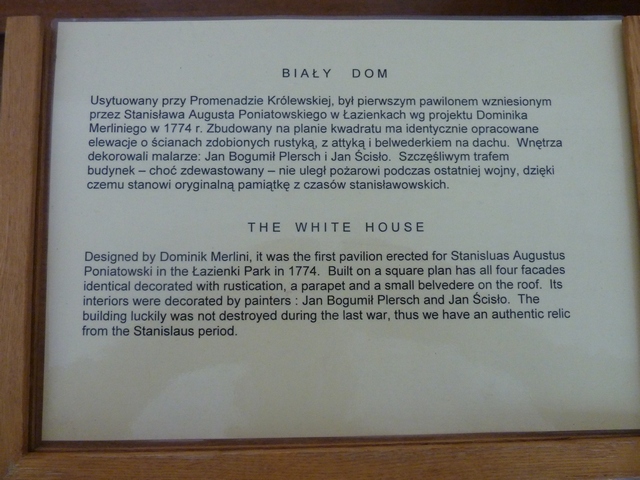 BIAŁY DOM
Usytuowany przy Promenadzie Królewskiej, był pierwszym pawilonem wzniesionym
przez Stanisława Augusta Poniatowskiego w Łazienkach wg projektu Dominika
Merliniego w 1774 r. Zbudowany na planie kwadratu ma identycznie opracowane
elewacje o ścianach zdobionych rustyką, z attyką i belwederkiem na dachu. Wnętrza
dekorowali malarze: Jan Bogumił Plersch i Jan Ścisło. Szczęśliwym trafem
budynek – choć zdewastowany – nie uległ pożarowi podczas ostatniej wojny, dzięki
czemu stanowi oryginalną pamiątkę z czasów stanisławowskich.
THE WHITE HOUSE
Designed by Dominik Merlini, it was the first pavilion erected for Stanisluas Augustus
Poniatowski in the Łazienki Park in 1774. Built on a square plan has all four facades
identical decorated with rustication, a parapet and a small belvedere on the roof. Its
interiors were decorated by painters : Jan Bogumił Plersch and Jan Ścisło. The
building luckily was not destroyed during the last war, thus we have an authentic relic
from the Stanislaus period.